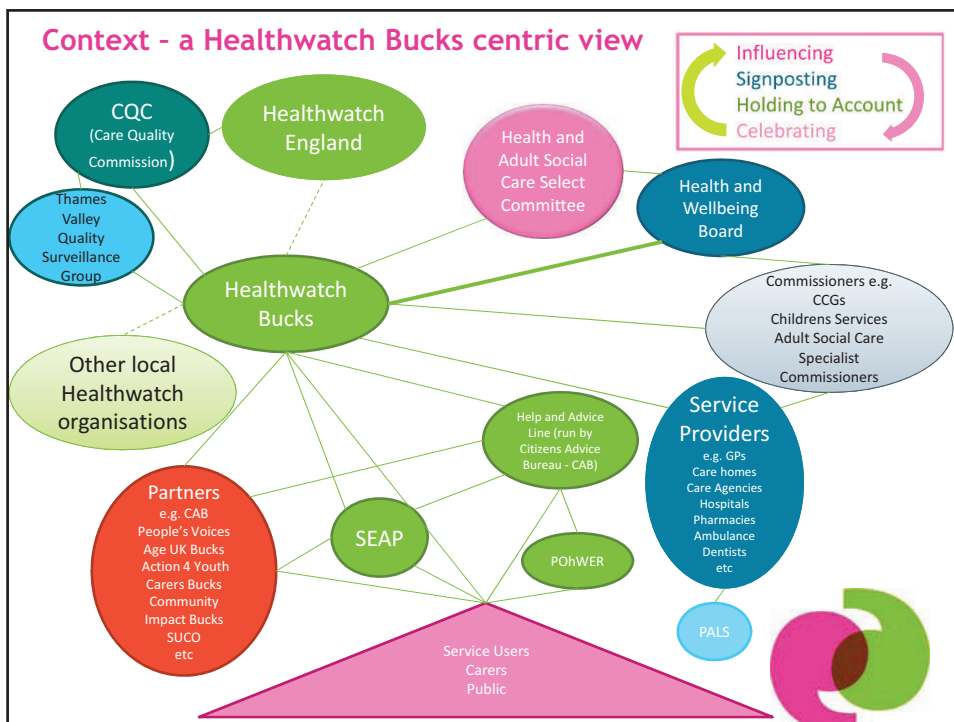 Context - a Healthwatch Bucks centric view
Influencing
Signposting
Holding to Account
Celebrating
CQC
(Care Quality
Commission)
Healthwatch
England
Health and
Adult Social
Care Select
Committee
Health and
Wellbeing
Board
Thames
Valley
Quality
Surveillance
Group
Healthwatch
Bucks
Commissioners e.g.
CCGs
Childrens Services
Adult Social Care
Specialist
Commissioners
Other local
Healthwatch
organisations
Help and Advice
Line (run by
Citizens Advice
Bureau - CAB)
Service
Providers
e.g. GPs
Care homes
Care Agencies
Hospitals
Pharmacies
Ambulance
Dentists
etc
Partners
e.g. CAB
People's Voices
Age UK Bucks
Action 4 Youth
Carers Bucks
Community
Impact Bucks
SUCO
etc
SEAP
POhWER
PALS
Service Users
Carers
Public